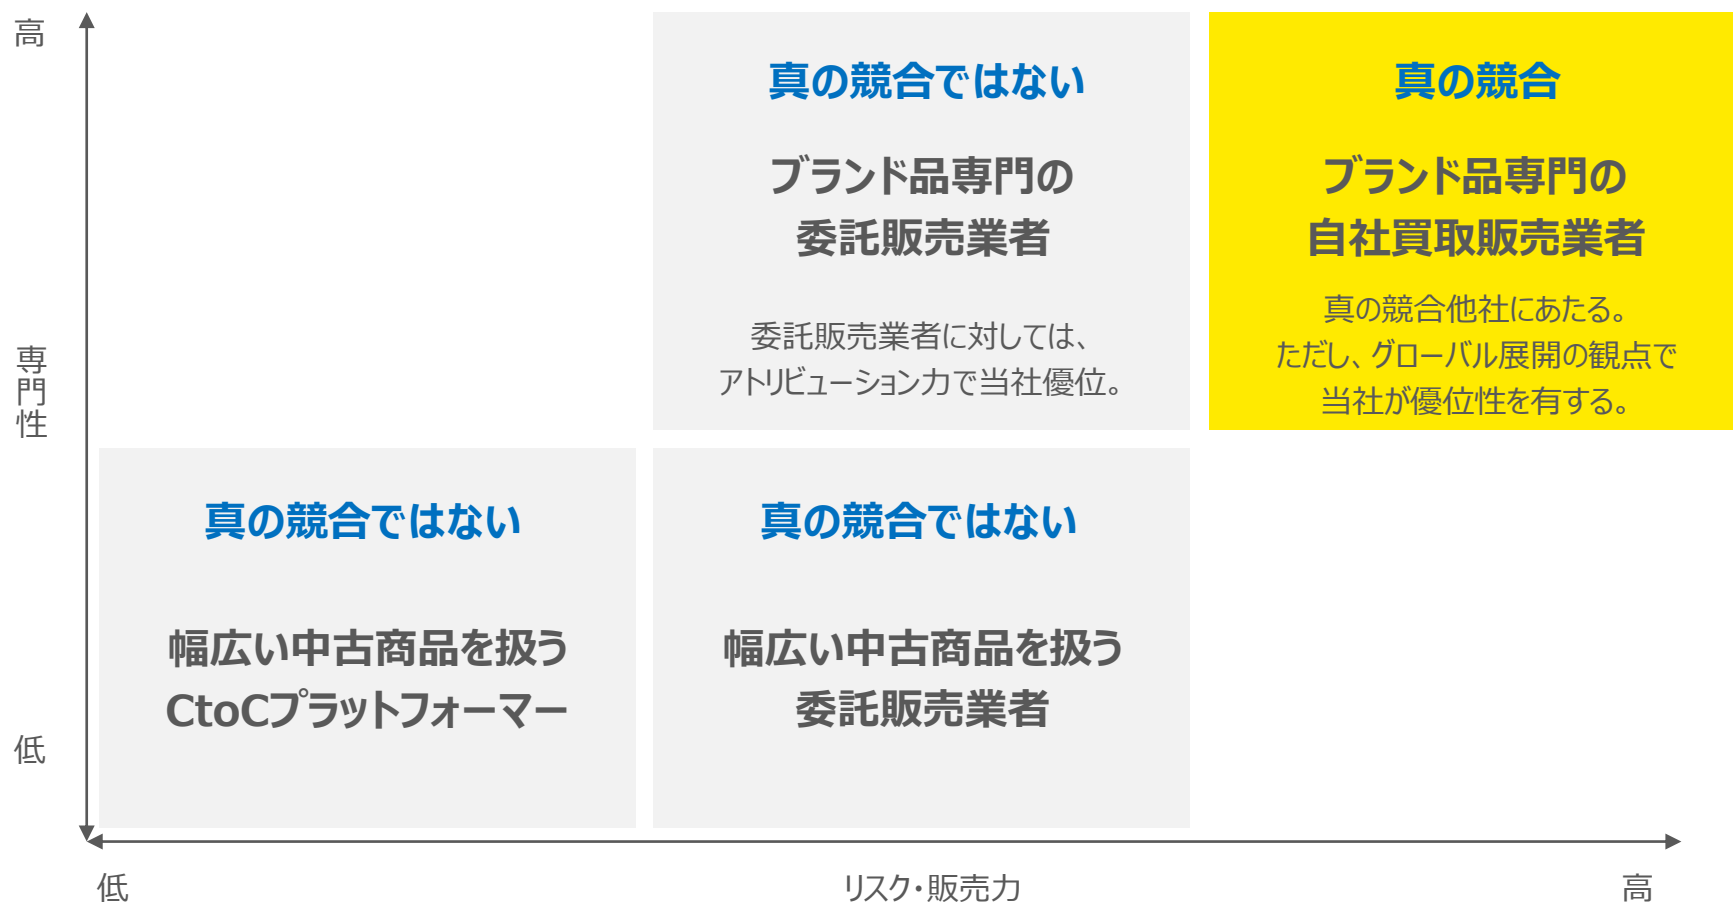 高
専門性
低
真の競合ではない
ブランド品専門の
委託販売業者
委託販売業者に対しては、
アトリビューション力で当社優位。
真の競合
ブランド品専門の
自社買取販売業者
真の競合他社にあたる。
ただし、グローバル展開の観点で
当社が優位性を有する。
真の競合ではない
幅広い中古商品を扱う
CtoCプラットフォーマー
真の競合ではない
幅広い中古商品を扱う
委託販売業者
低
リスク・販売力
高